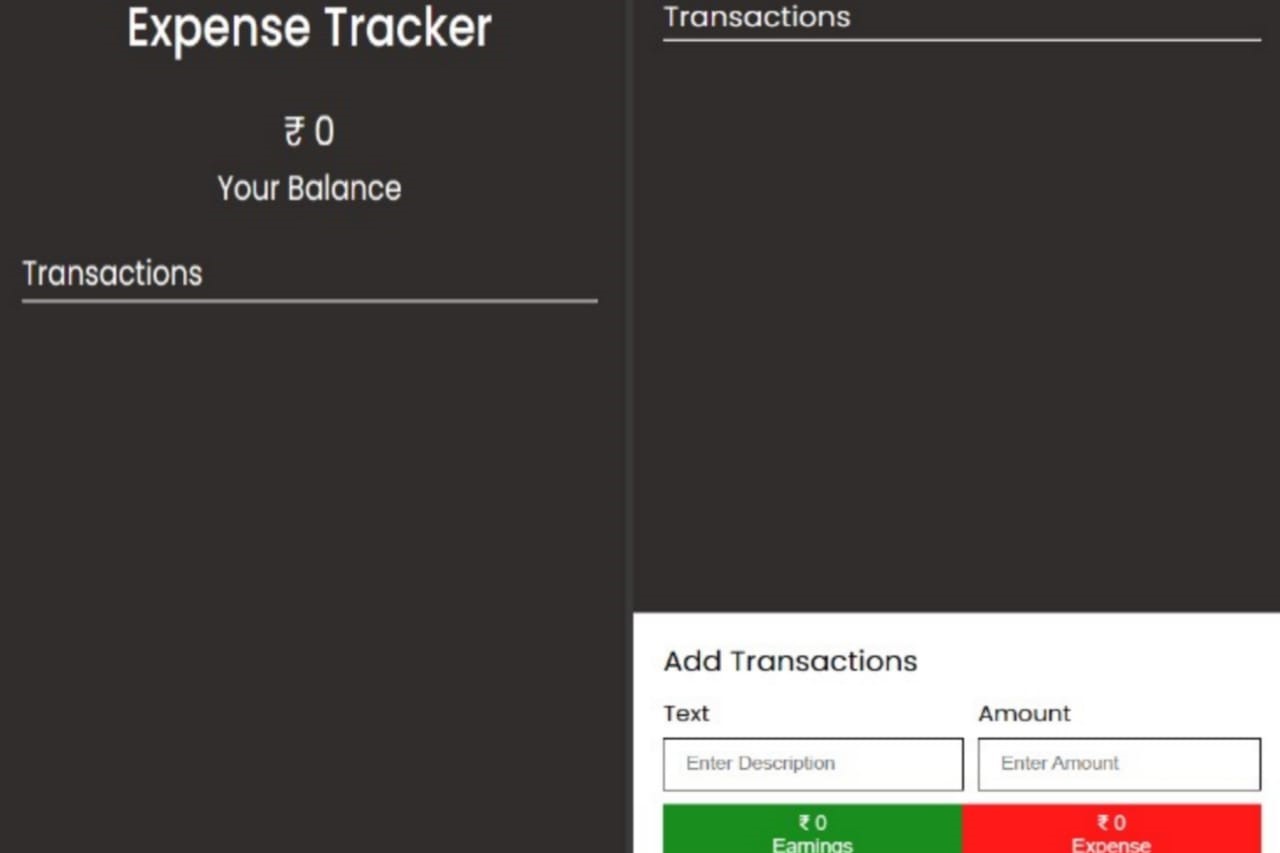 Expense Tracker
₹ 0
Your Balance
Transactions
Transactions
Add Transactions
Text Amount
Enter Description Enter Amount
₹ 0 ₹ 0
Earnings Expense